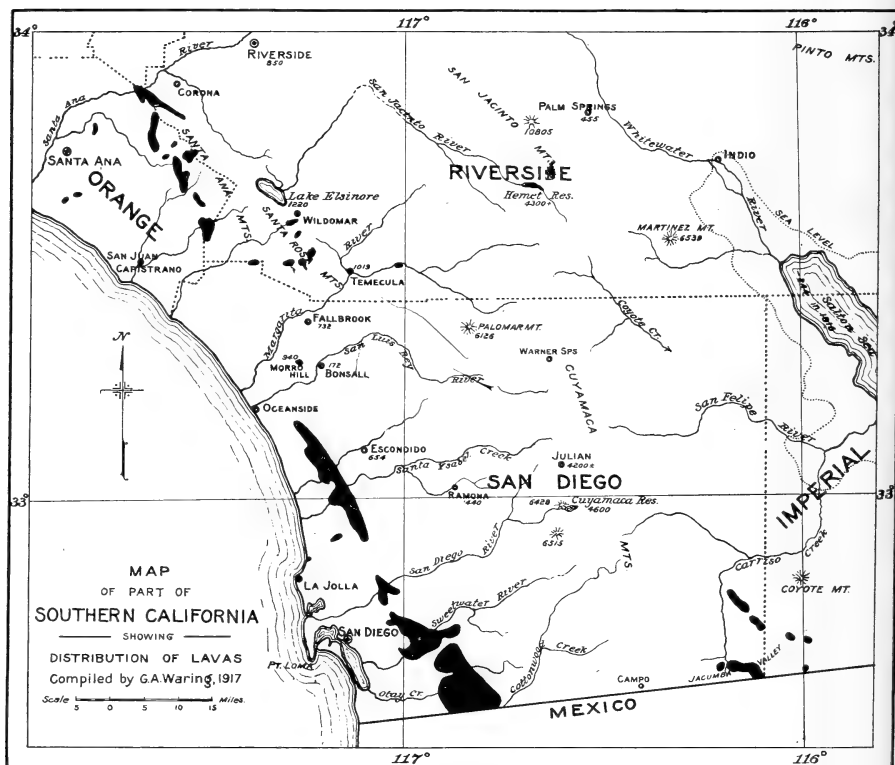 117°
116°
34°
34
River
RIVERSIDE
850
PINTO MTS.
CORONA
SAN JACINTO MT.
PALM SPRINGS
455
10805
Santa Ana
San Jacinto River
Whitewater River
INDIO
SANTA ANA
SANTA ANA MTS.
RIVERSIDE
ORANGE
Lake Elsinore
1220
Hemet Res.
4300±
WILDOMAR
SANTA ROSA MTS
SEA LEVEL
MARTINEZ MT.
6539
SAN JUAN
CAPISTRANO
River
1019
TEMECULA
Salton Sea
Coyote Cr.
Margarita
FALLBROOK
732
PALOMAR MT.
6126
N
940
MORRO
HILL
172
BONSALL
San Luis Rey River
WARNER SPS
CUYAMACA MTS
OCEANSIDE
San Felipe River
ESCONDIDO
654
Santa Ysabel Creek
JULIAN
4200±
IMPERIAL
RAMONA
440
SAN DIEGO
33°
33
6428
Cuyamaca Res.
4600
6515
San Diego River
Carriso Creek
COYOTE MT.
LA JOLLA
Sweetwater River
MAP
OF PART OF
SOUTHERN CALIFORNIA
SHOWING
DISTRIBUTION OF LAVAS
Compiled by G.A.Waring, 1917
Scale 5 0 5 10 15 Miles.
SAN DIEGO
PT. LOMA
Otay Cr.
Cottonwood Creek
CAMPO
JACUMBA VALLEY
MEXICO
117°
116°